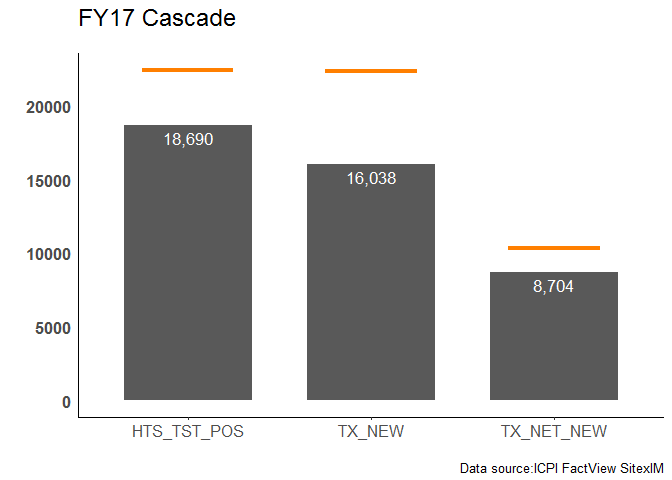 FY17 Cascade
20000
15000
10000
5000
0
18,690
16,038
8,704
HTS_TST_POS TX_NEW TX_NET_NEW
Data source:ICPI FactView SitexIM